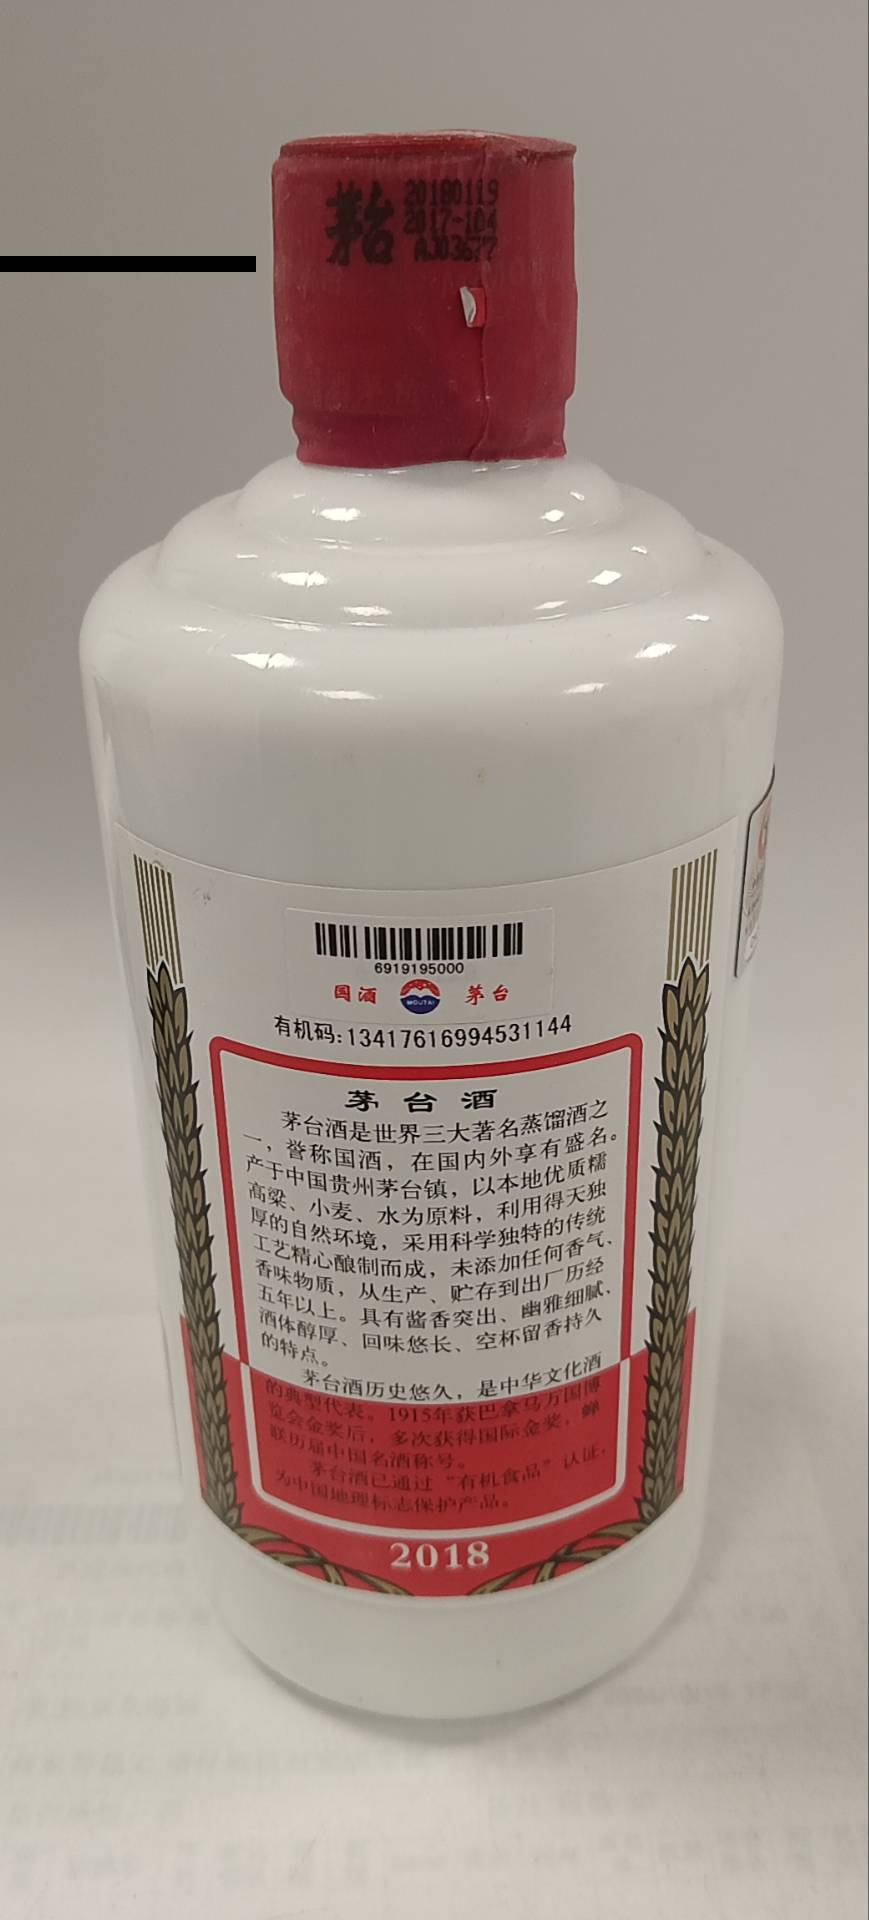 茅台
20180119
2017-104
AJ03677
6919195000
国酒
MOUTAI
茅台
有机码:13417616994531144
茅台酒
茅台酒是世界三大著名蒸馏酒之
一，誉称国酒，在国内外享有盛名。
产于中国贵州茅台镇，以本地优质糯
高粱、小麦、水为原料，利用得天独
厚的自然环境，采用科学独特的传统
工艺精心酿制而成，未添加任何香气、
香味物质，从生产、贮存到出厂历经
五年以上。具有酱香突出、幽雅细腻、
酒体醇厚、回味悠长、空杯留香持久
的特点。
茅台酒历史悠久，是中华文化酒
的典型代表。1915年获巴拿马万国博
览会金奖后，多次获得国际金奖，蝉
联历届中国名酒称号。
茅台酒已通过“有机食品”认证，
为中国地理标志保护产品。
2018